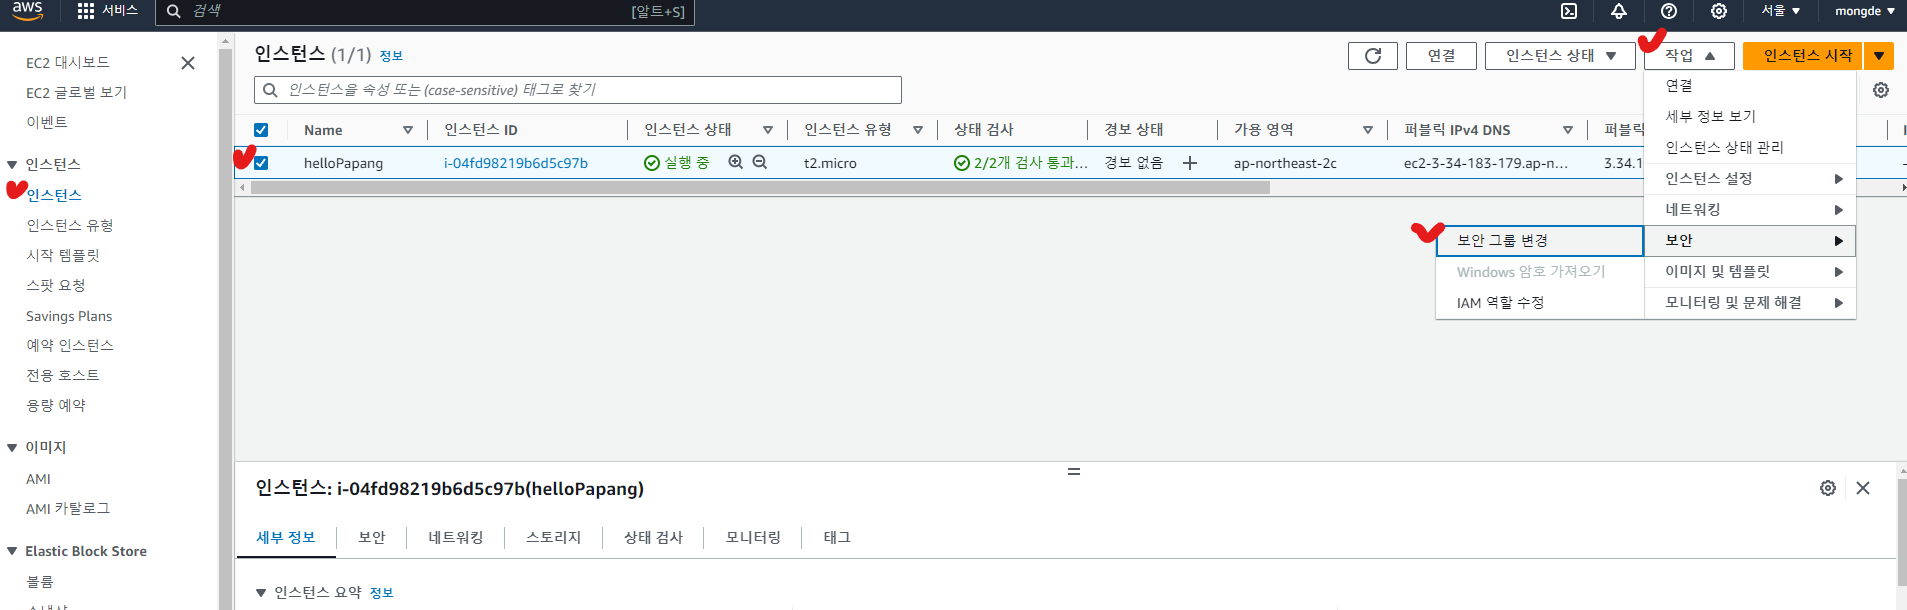 aws 서비스 검색 [알트+S] 서울 ▼ mongde ▼
EC2 대시보드
EC2 글로벌 보기
이벤트
▼ 인스턴스
인스턴스
인스턴스 유형
시작 템플릿
스팟 요청
Savings Plans
예약 인스턴스
전용 호스트
용량 예약
▼ 이미지
AMI
AMI 카탈로그
▼ Elastic Block Store
볼륨
인스턴스 (1/1) 정보
연결 인스턴스 상태 ▼ 작업 ▲ 인스턴스 시작 ▼
인스턴스을 속성 또는 (case-sensitive) 태그로 찾기
Name 인스턴스 ID 인스턴스 상태 인스턴스 유형 상태 검사 경보 상태 가용 영역 퍼블릭 IPv4 DNS 퍼블릭
helloPapang i-04fd98219b6d5c97b 실행 중 t2.micro 2/2개 검사 통과... 경보 없음 + ap-northeast-2c ec2-3-34-183-179.ap-n... 3.34.1
연결
세부 정보 보기
인스턴스 상태 관리
인스턴스 설정
네트워킹
보안
이미지 및 템플릿
모니터링 및 문제 해결
보안 그룹 변경
Windows 암호 가져오기
IAM 역할 수정
인스턴스: i-04fd98219b6d5c97b(helloPapang)
세부 정보 보안 네트워킹 스토리지 상태 검사 모니터링 태그
▼ 인스턴스 요약 정보